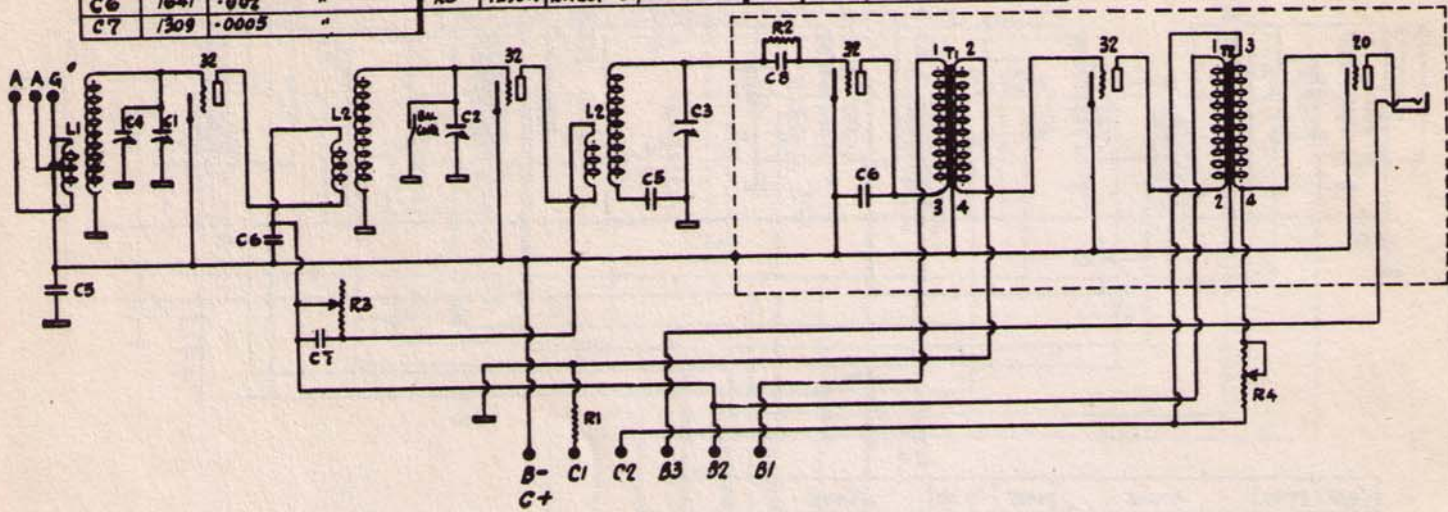 C6 1641 .002 "
C7 1309 .0005 "
R2
A A G 32 32 C8 32 1 T1 2 32 1 T2 3 20
L1 C4 C1 L2 C2 L2 C3
C5 C6
C6 3 4 2 4
C5 R3
C7
R1 R4
B- C1 C2 B3 B2 B1
C+